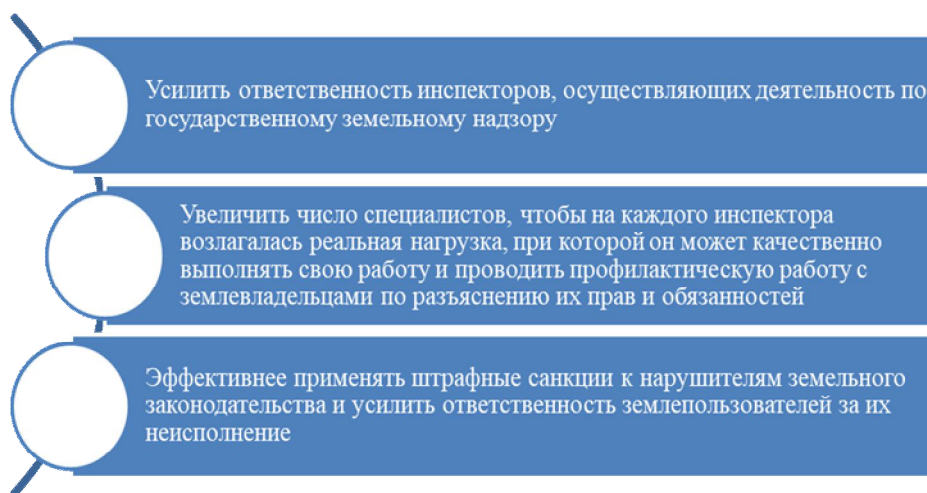 Усилить ответственность инспекторов, осуществляющих деятельность по
государственному земельному надзору
Увеличить число специалистов, чтобы на каждого инспектора
возлагалась реальная нагрузка, при которой он может качественно
выполнять свою работу и проводить профилактическую работу с
землевладельцами по разъяснению их прав и обязанностей
Эффективнее применять штрафные санкции к нарушителям земельного
законодательства и усилить ответственность землепользователей за их
неисполнение